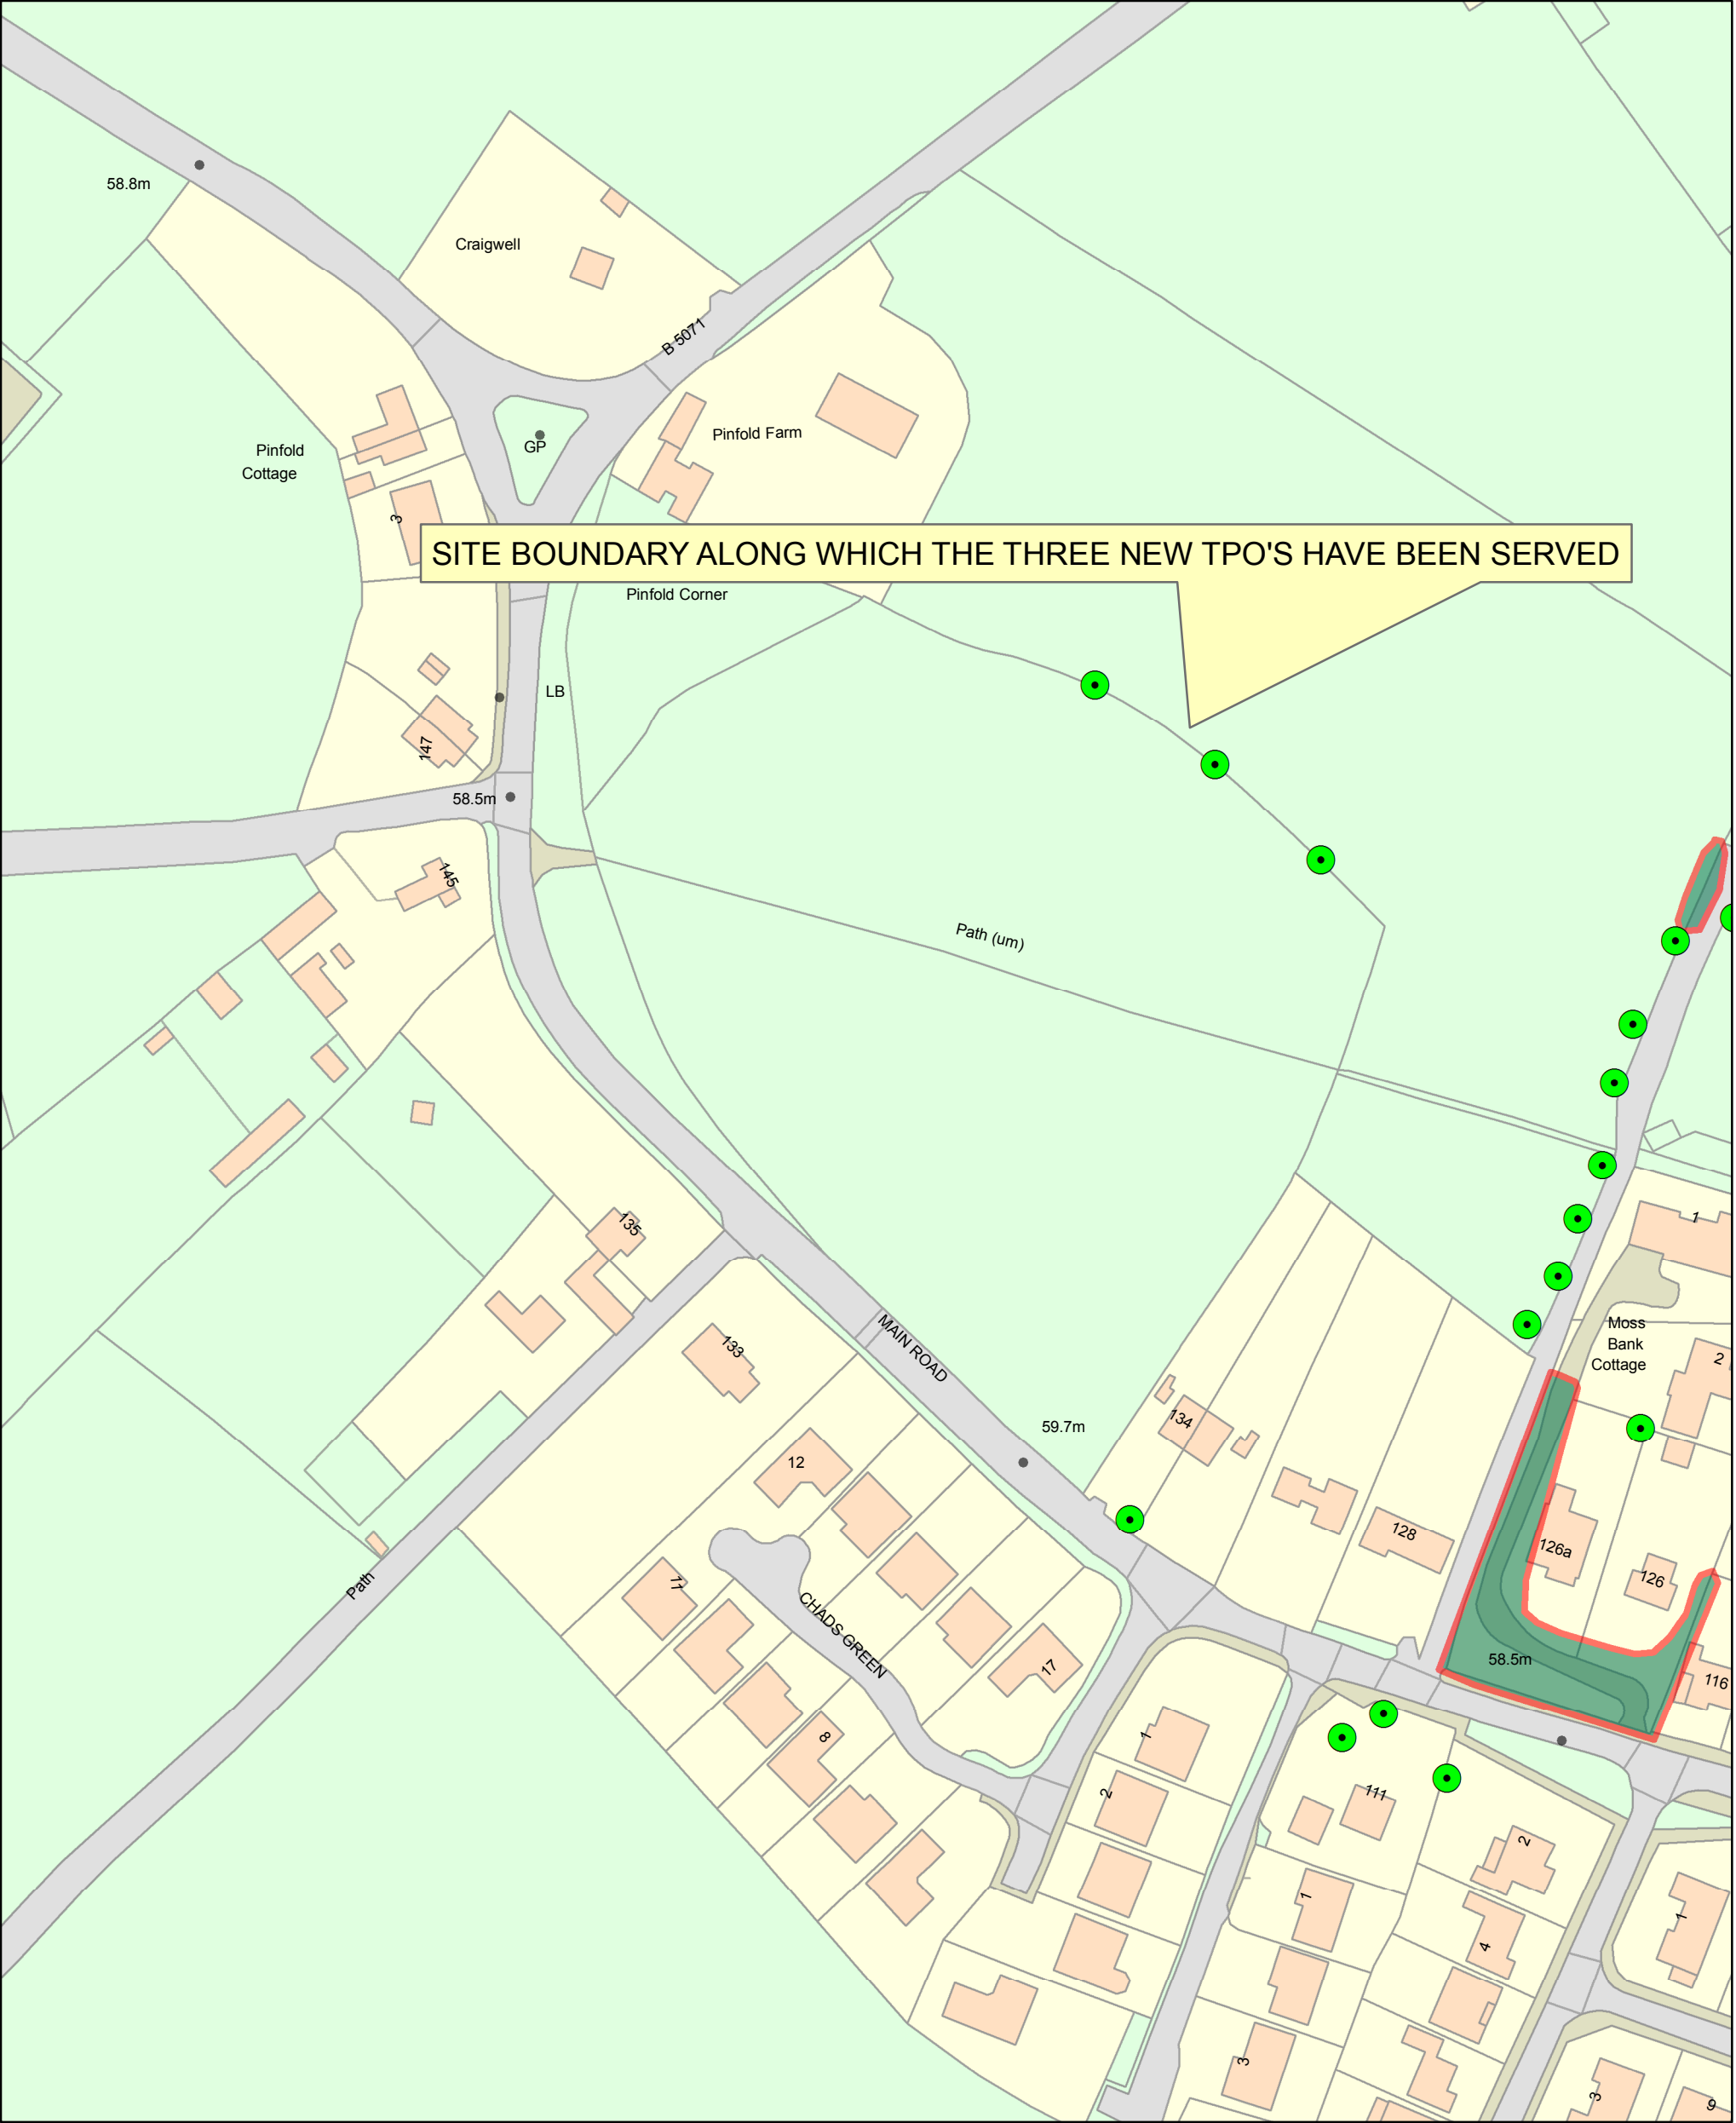 58.8m
Craigwell
B 5071
Pinfold
Cottage
GP
Pinfold Farm
3
SITE BOUNDARY ALONG WHICH THE THREE NEW TPO'S HAVE BEEN SERVED
Pinfold Corner
LB
147
58.5m
145
Path (um)
135
1
MAIN ROAD
133
Moss
Bank
Cottage
2
134
59.7m
12
128
126a
126
11
Path
CHADS GREEN
17
58.5m
116
1
8
2
111
2
1
4
1
3
3
9